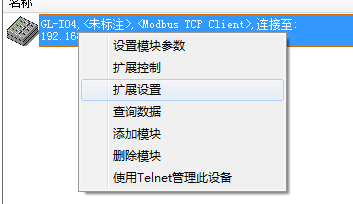 名称
GL-IO4,<未标注>,<Modbus TCP Client>,连接至:
192.168
设置模块参数
扩展控制
扩展设置
查询数据
添加模块
删除模块
使用Telnet管理此设备